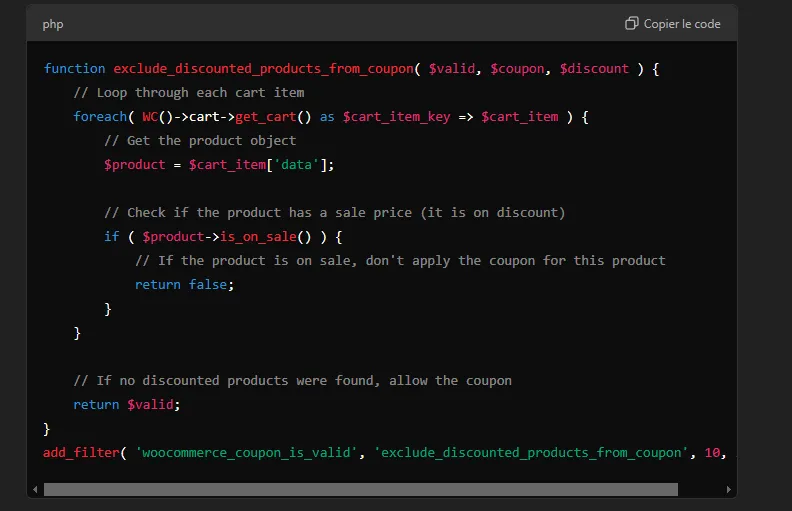 php
Copier le code
function exclude_discounted_products_from_coupon( $valid, $coupon, $discount ) {
    // Loop through each cart item
    foreach( WC()->cart->get_cart() as $cart_item_key => $cart_item ) {
        // Get the product object
        $product = $cart_item['data'];

        // Check if the product has a sale price (it is on discount)
        if ( $product->is_on_sale() ) {
            // If the product is on sale, don't apply the coupon for this product
            return false;
        }
    }

    // If no discounted products were found, allow the coupon
    return $valid;
}
add_filter( 'woocommerce_coupon_is_valid', 'exclude_discounted_products_from_coupon', 10,